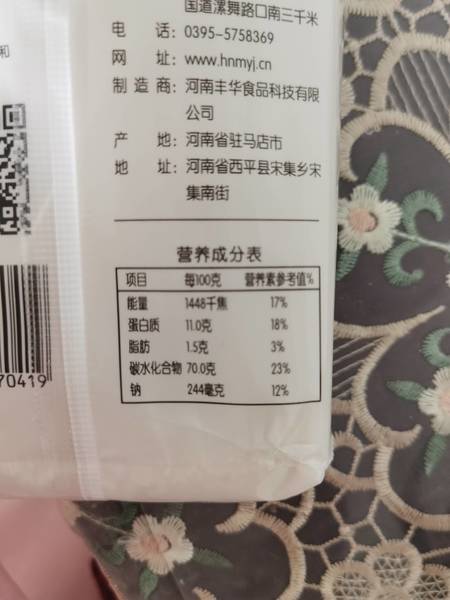 国道漯舞路口南三千米
电 话：0395-5758369
网 址：www.hnmyj.cn
制 造 商：河南丰华食品科技有限
公司
产 地：河南省驻马店市
地 址：河南省西平县宋集乡宋
集南街
和
70419
营养成分表
项目 每100克 营养素参考值%
能量 1448千焦 17%
蛋白质 11.0克 18%
脂肪 1.5克 3%
碳水化合物 70.0克 23%
钠 244毫克 12%